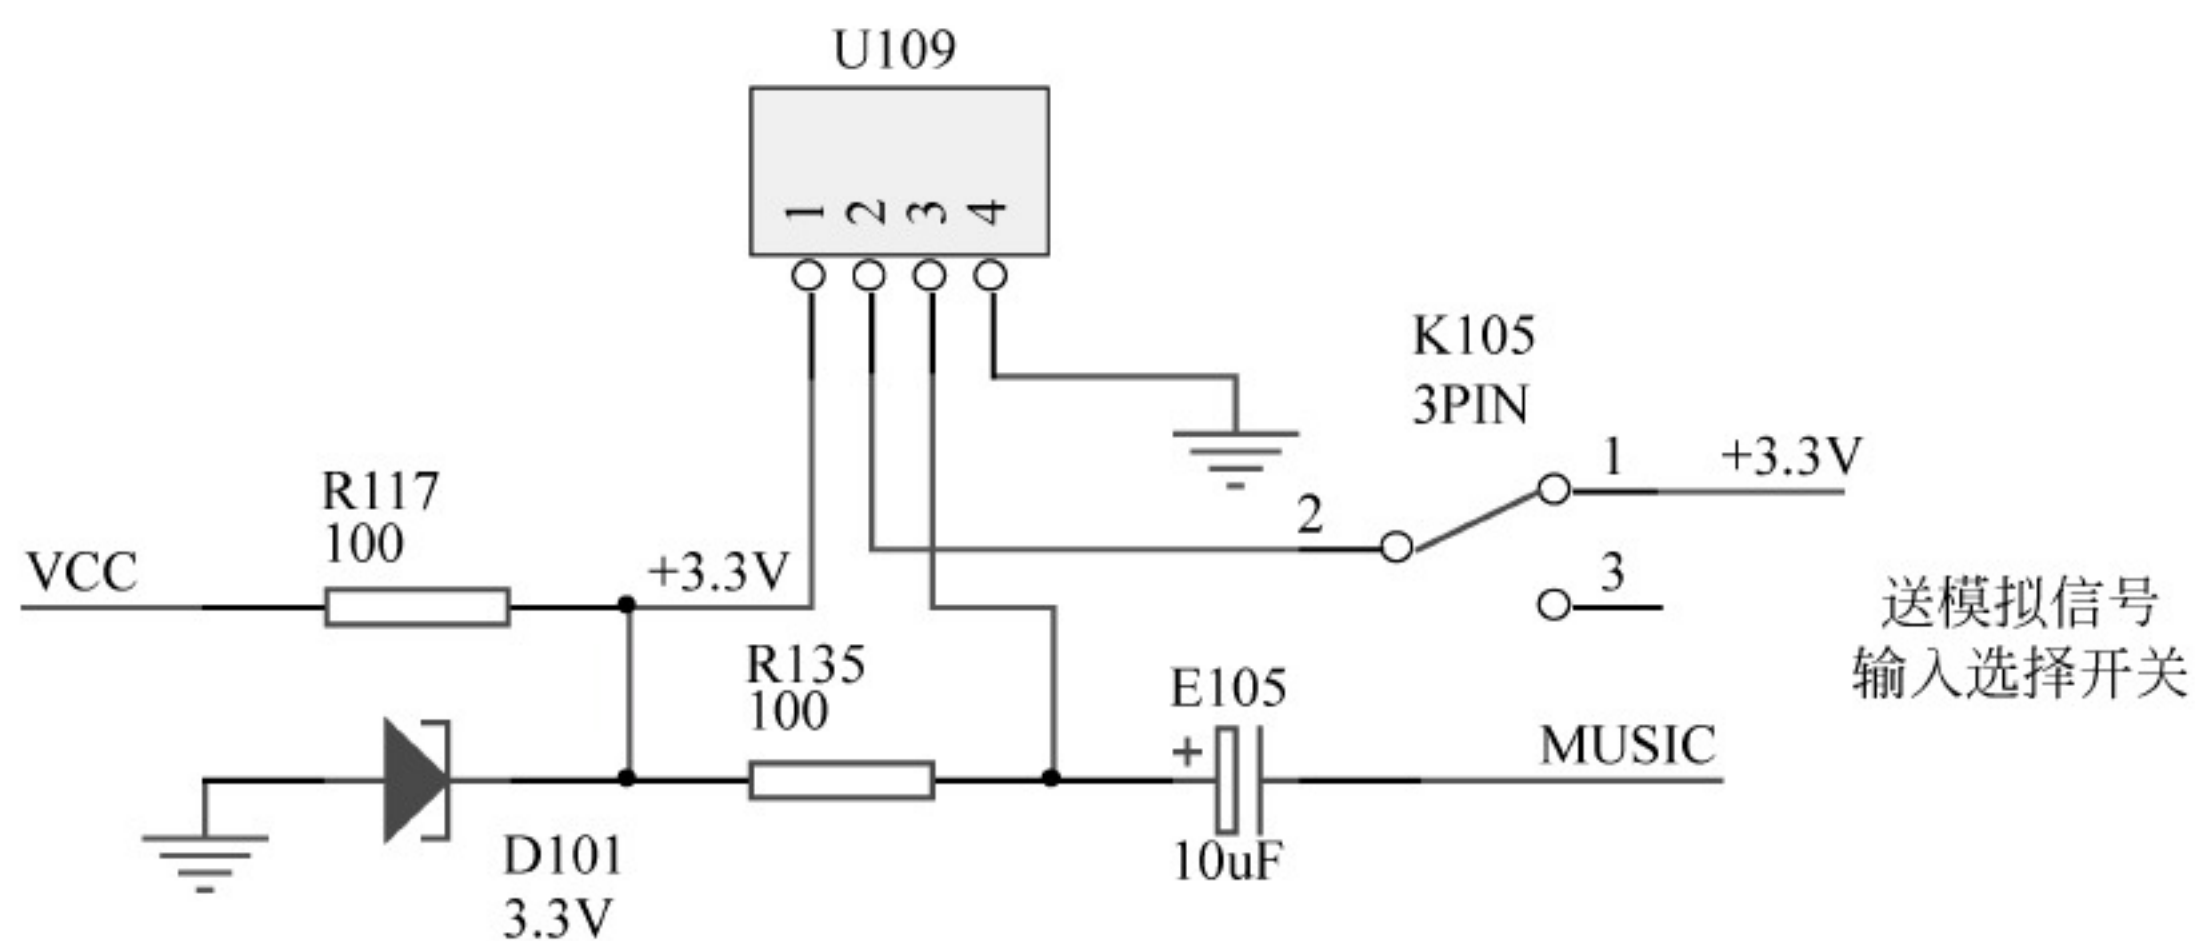 U109
1 2 3 4
K105
3PIN
1
+3.3V
2
R117
100
VCC
+3.3V
3
送模拟信号
输入选择开关
R135
100
E105
+
10uF
MUSIC
D101
3.3V